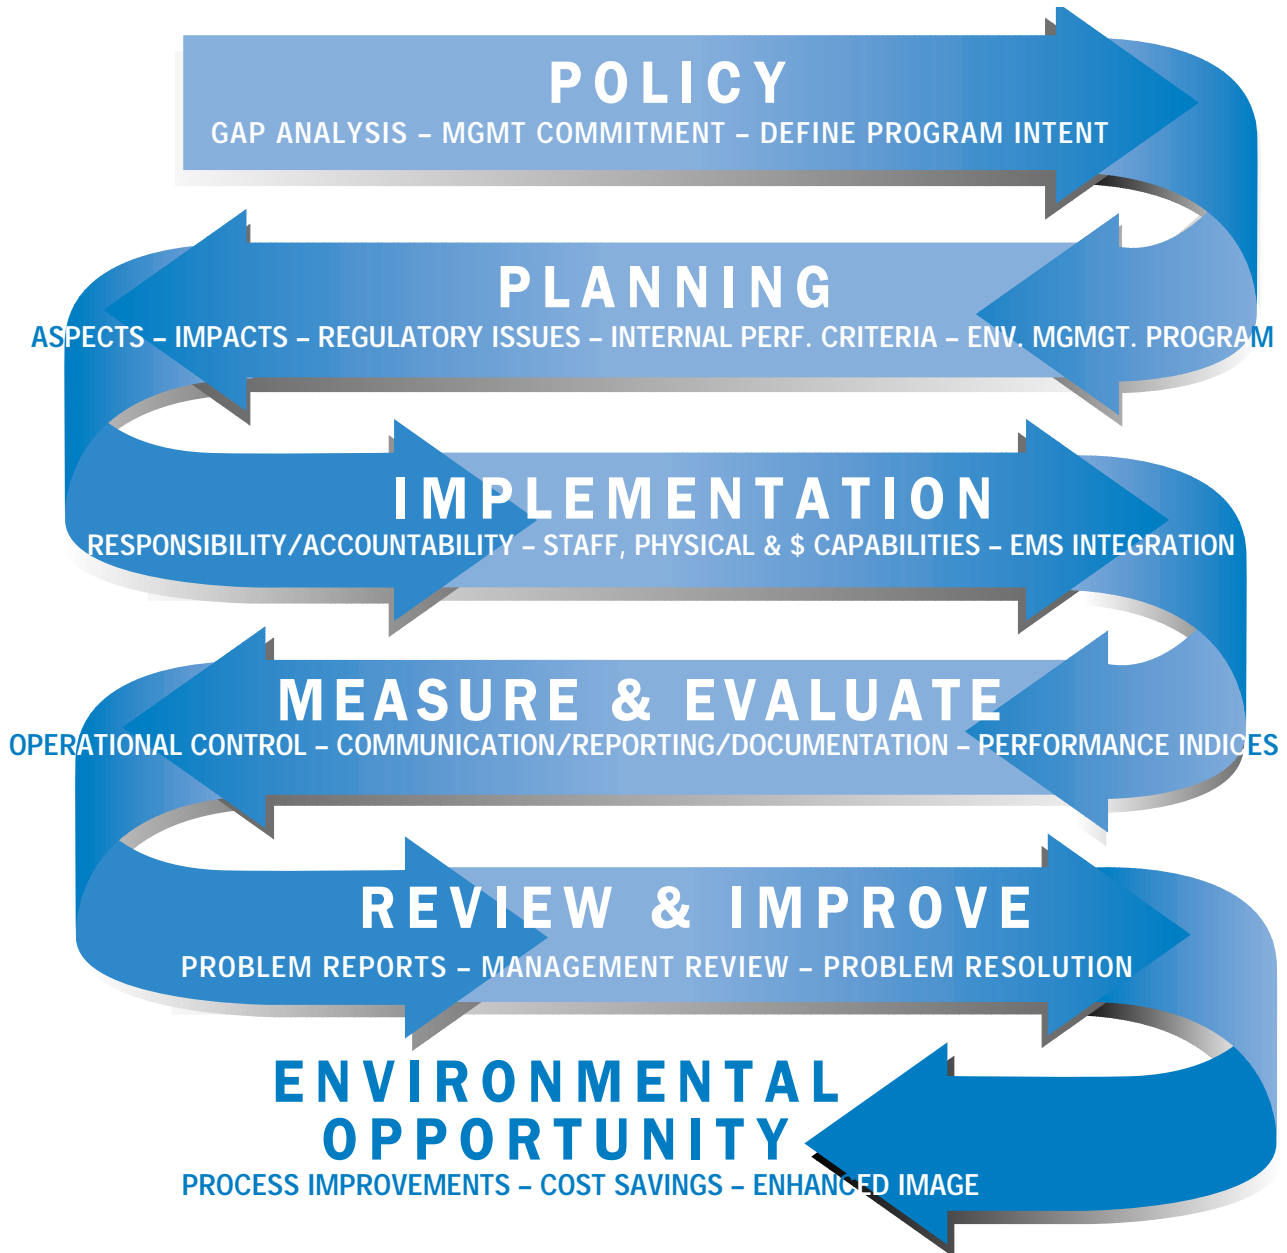 POLICY
GAP ANALYSIS – MGMT COMMITMENT – DEFINE PROGRAM INTENT
PLANNING
ASPECTS – IMPACTS – REGULATORY ISSUES – INTERNAL PERF. CRITERIA – ENV. MGMGT. PROGRAM
IMPLEMENTATION
RESPONSIBILITY/ACCOUNTABILITY – STAFF, PHYSICAL & $ CAPABILITIES – EMS INTEGRATION
MEASURE & EVALUATE
OPERATIONAL CONTROL – COMMUNICATION/REPORTING/DOCUMENTATION – PERFORMANCE INDICES
REVIEW & IMPROVE
PROBLEM REPORTS – MANAGEMENT REVIEW – PROBLEM RESOLUTION
ENVIRONMENTAL
OPPORTUNITY
PROCESS IMPROVEMENTS – COST SAVINGS – ENHANCED IMAGE